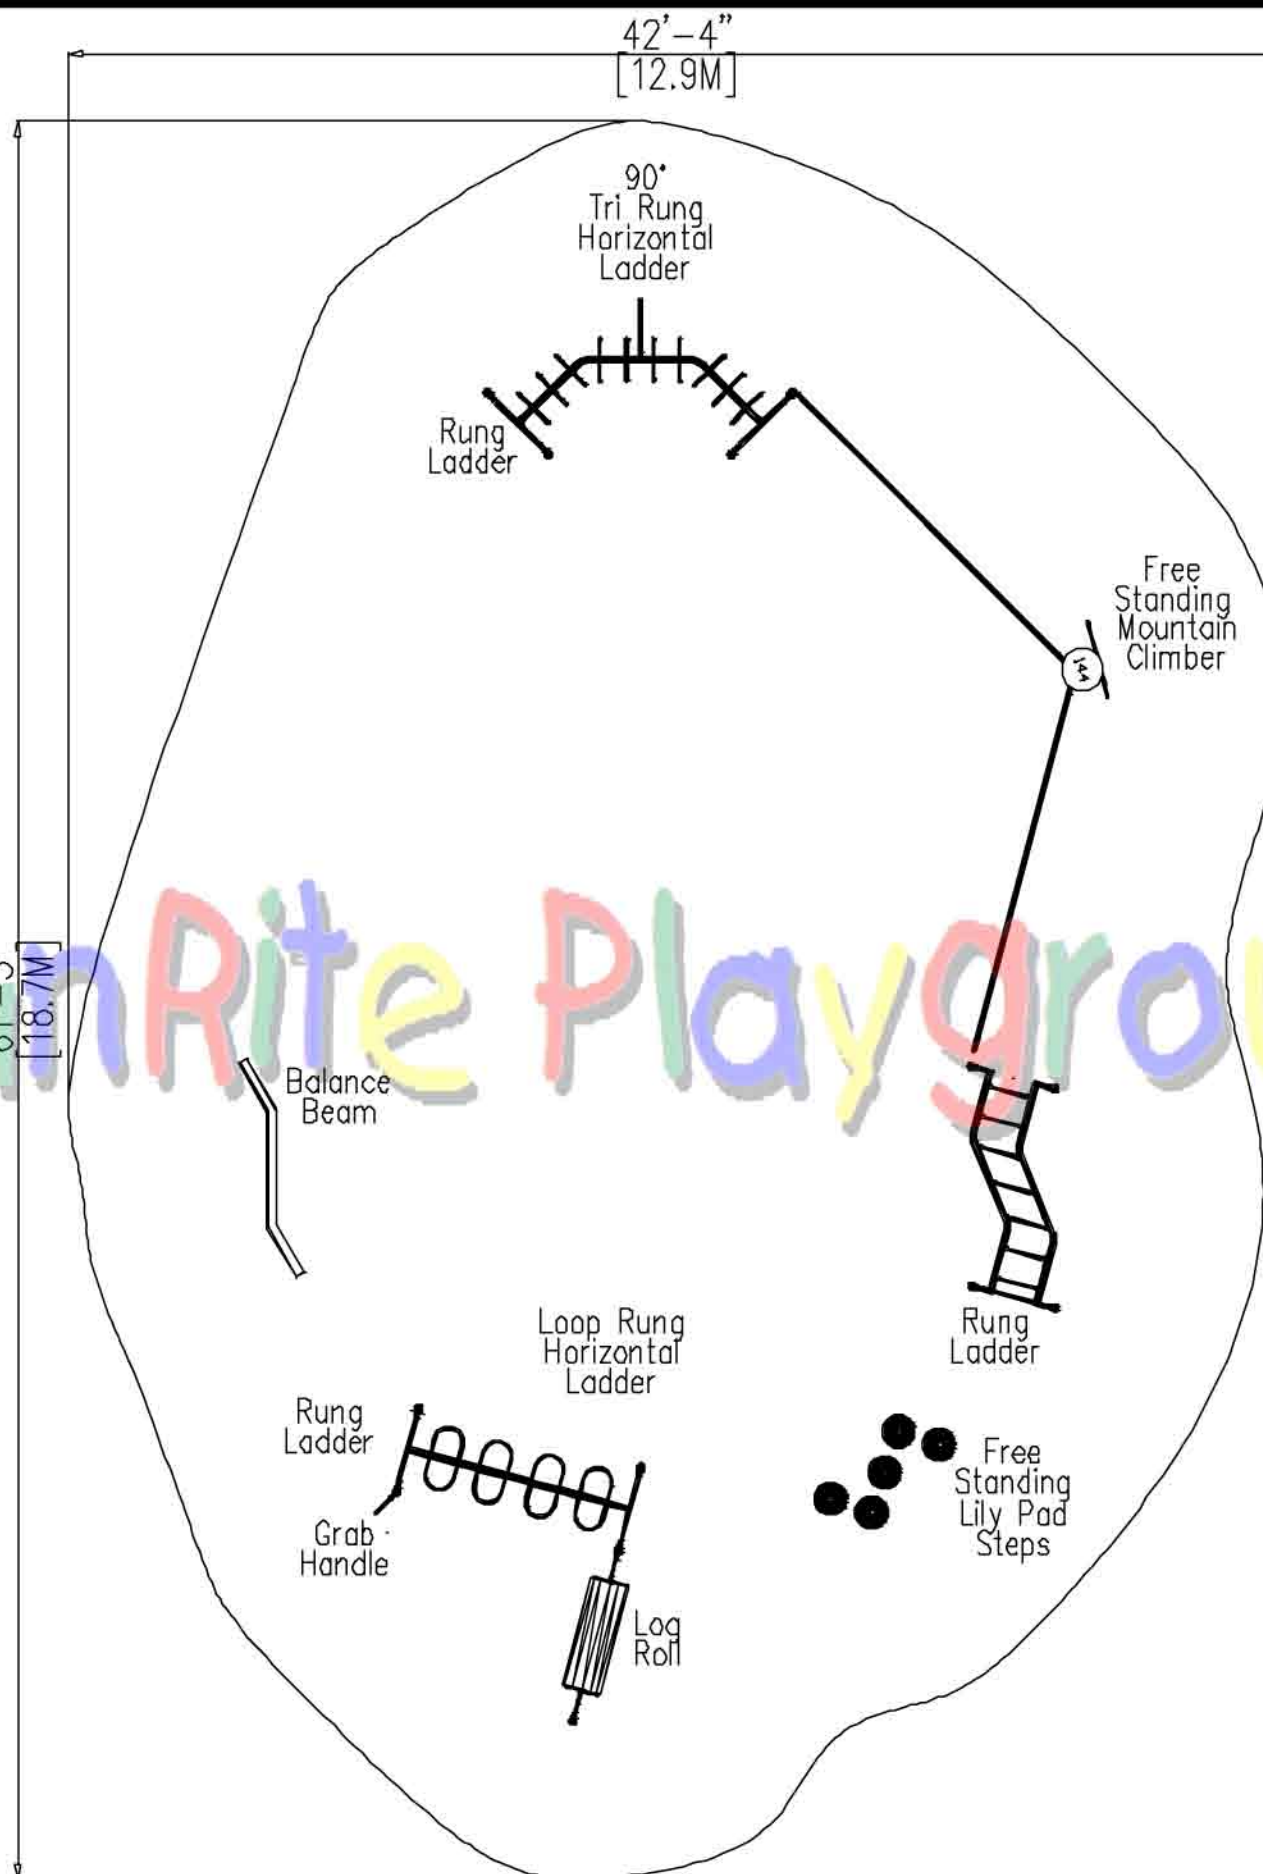 42'-4"
[12.9M]
90°
Tri Rung
Horizontal
Ladder
Rung
Ladder
Free
Standing
Mountain
Climber
144
[18.7M]
nRite Playgrou
Balance
Beam
Rung
Ladder
Loop Rung
Horizontal
Ladder
Rung
Ladder
Grab
Handle
Free
Standing
Lily Pad
Steps
Log
Roll